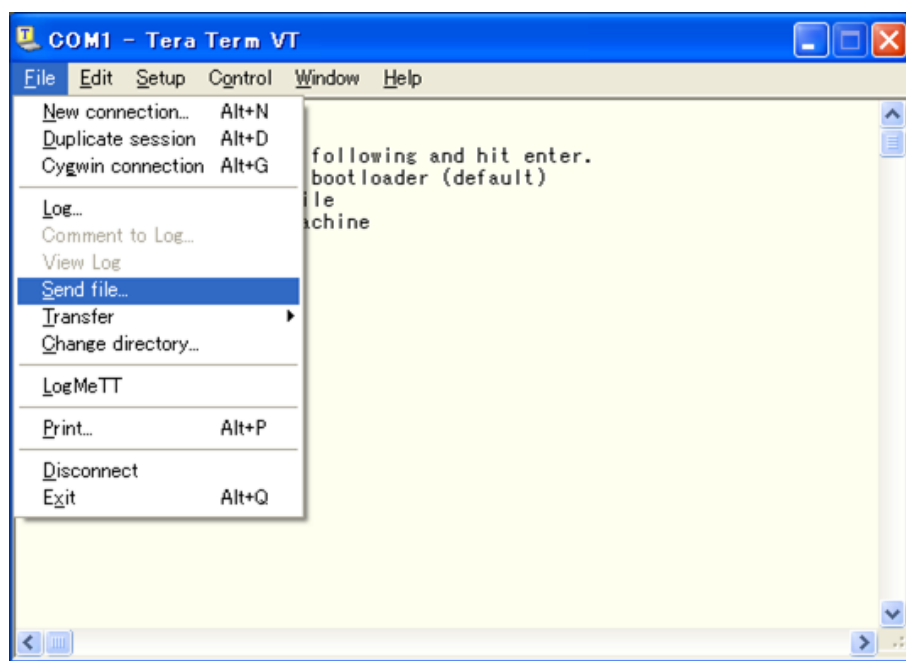 COM1 - Tera Term VT
File Edit Setup Control Window Help
New connection... Alt+N
Duplicate session Alt+D
Cygwin connection Alt+G
Log...
Comment to Log...
View Log
Send file...
Transfer
Change directory...
LogMeTT
Print... Alt+P
Disconnect
Exit Alt+Q
following and hit enter.
bootloader (default)
ile
achine